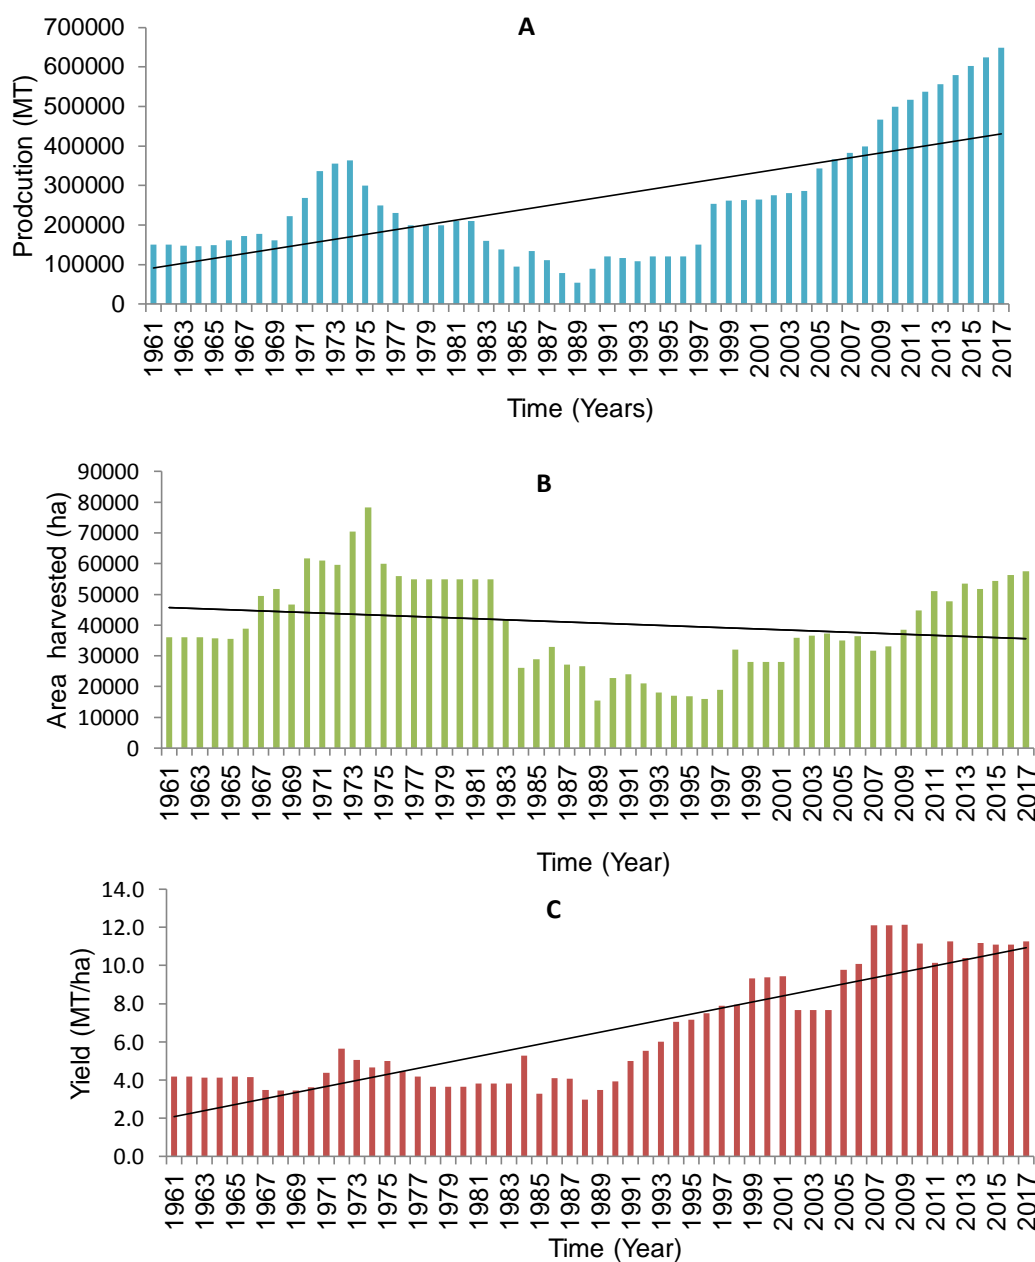 A
700000
600000
500000
400000
300000
200000
100000
0
Prodcution (MT)
1961 1963 1965 1967 1969 1971 1973 1975 1977 1979 1981 1983 1985 1987 1989 1991 1993 1995 1997 1999 2001 2003 2005 2007 2009 2011 2013 2015 2017
Time (Years)
B
90000
80000
70000
60000
50000
40000
30000
20000
10000
0
Area harvested (ha)
1961 1963 1965 1967 1969 1971 1973 1975 1977 1979 1981 1983 1985 1987 1989 1991 1993 1995 1997 1999 2001 2003 2005 2007 2009 2011 2013 2015 2017
Time (Year)
C
14.0
12.0
10.0
8.0
6.0
4.0
2.0
0.0
Yield (MT/ha)
1961 1963 1965 1967 1969 1971 1973 1975 1977 1979 1981 1983 1985 1987 1989 1991 1993 1995 1997 1999 2001 2003 2005 2007 2009 2011 2013 2015 2017
Time (Year)